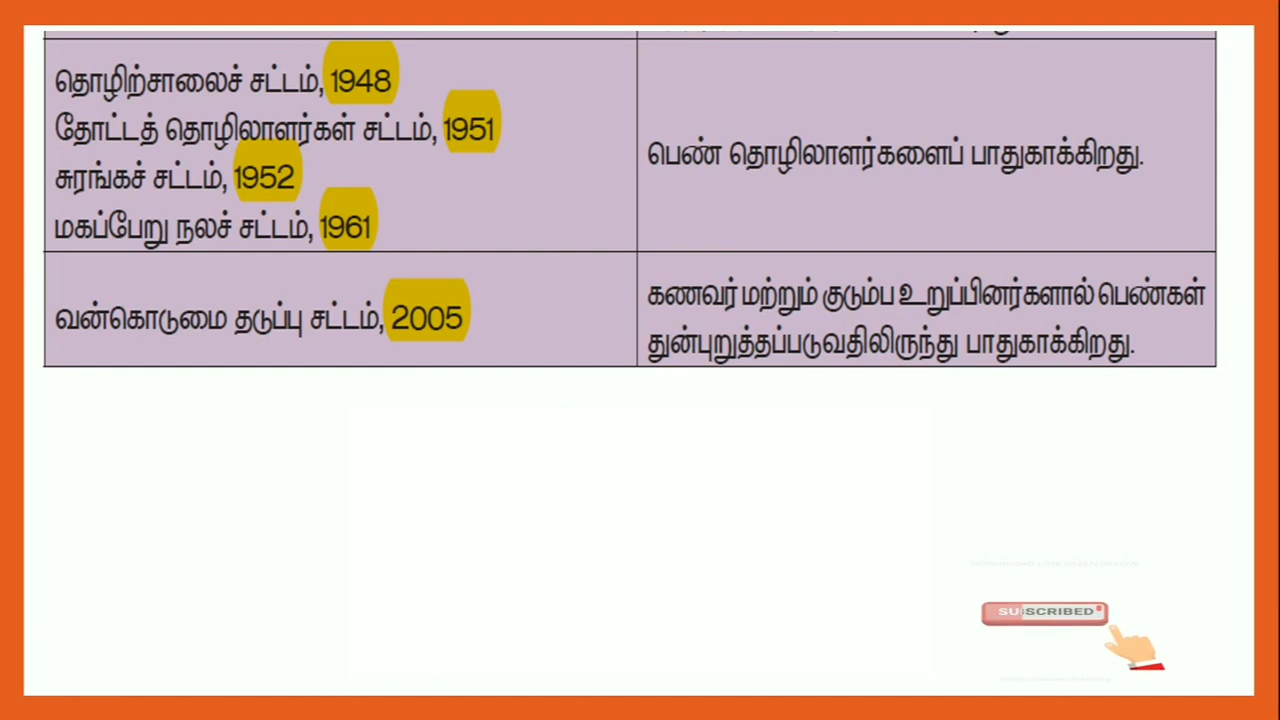 தொழிற்சாலைச் சட்டம், 1948
தோட்டத் தொழிலாளர்கள் சட்டம், 1951
சுரங்கச் சட்டம், 1952
மகப்பேறு நலச் சட்டம், 1961
பெண் தொழிலாளர்களைப் பாதுகாக்கிறது.
வன்கொடுமை தடுப்பு சட்டம், 2005
கணவர் மற்றும் குடும்ப உறுப்பினர்களால் பெண்கள்
துன்புறுத்தப்படுவதிலிருந்து பாதுகாக்கிறது.
SUSCRIBED